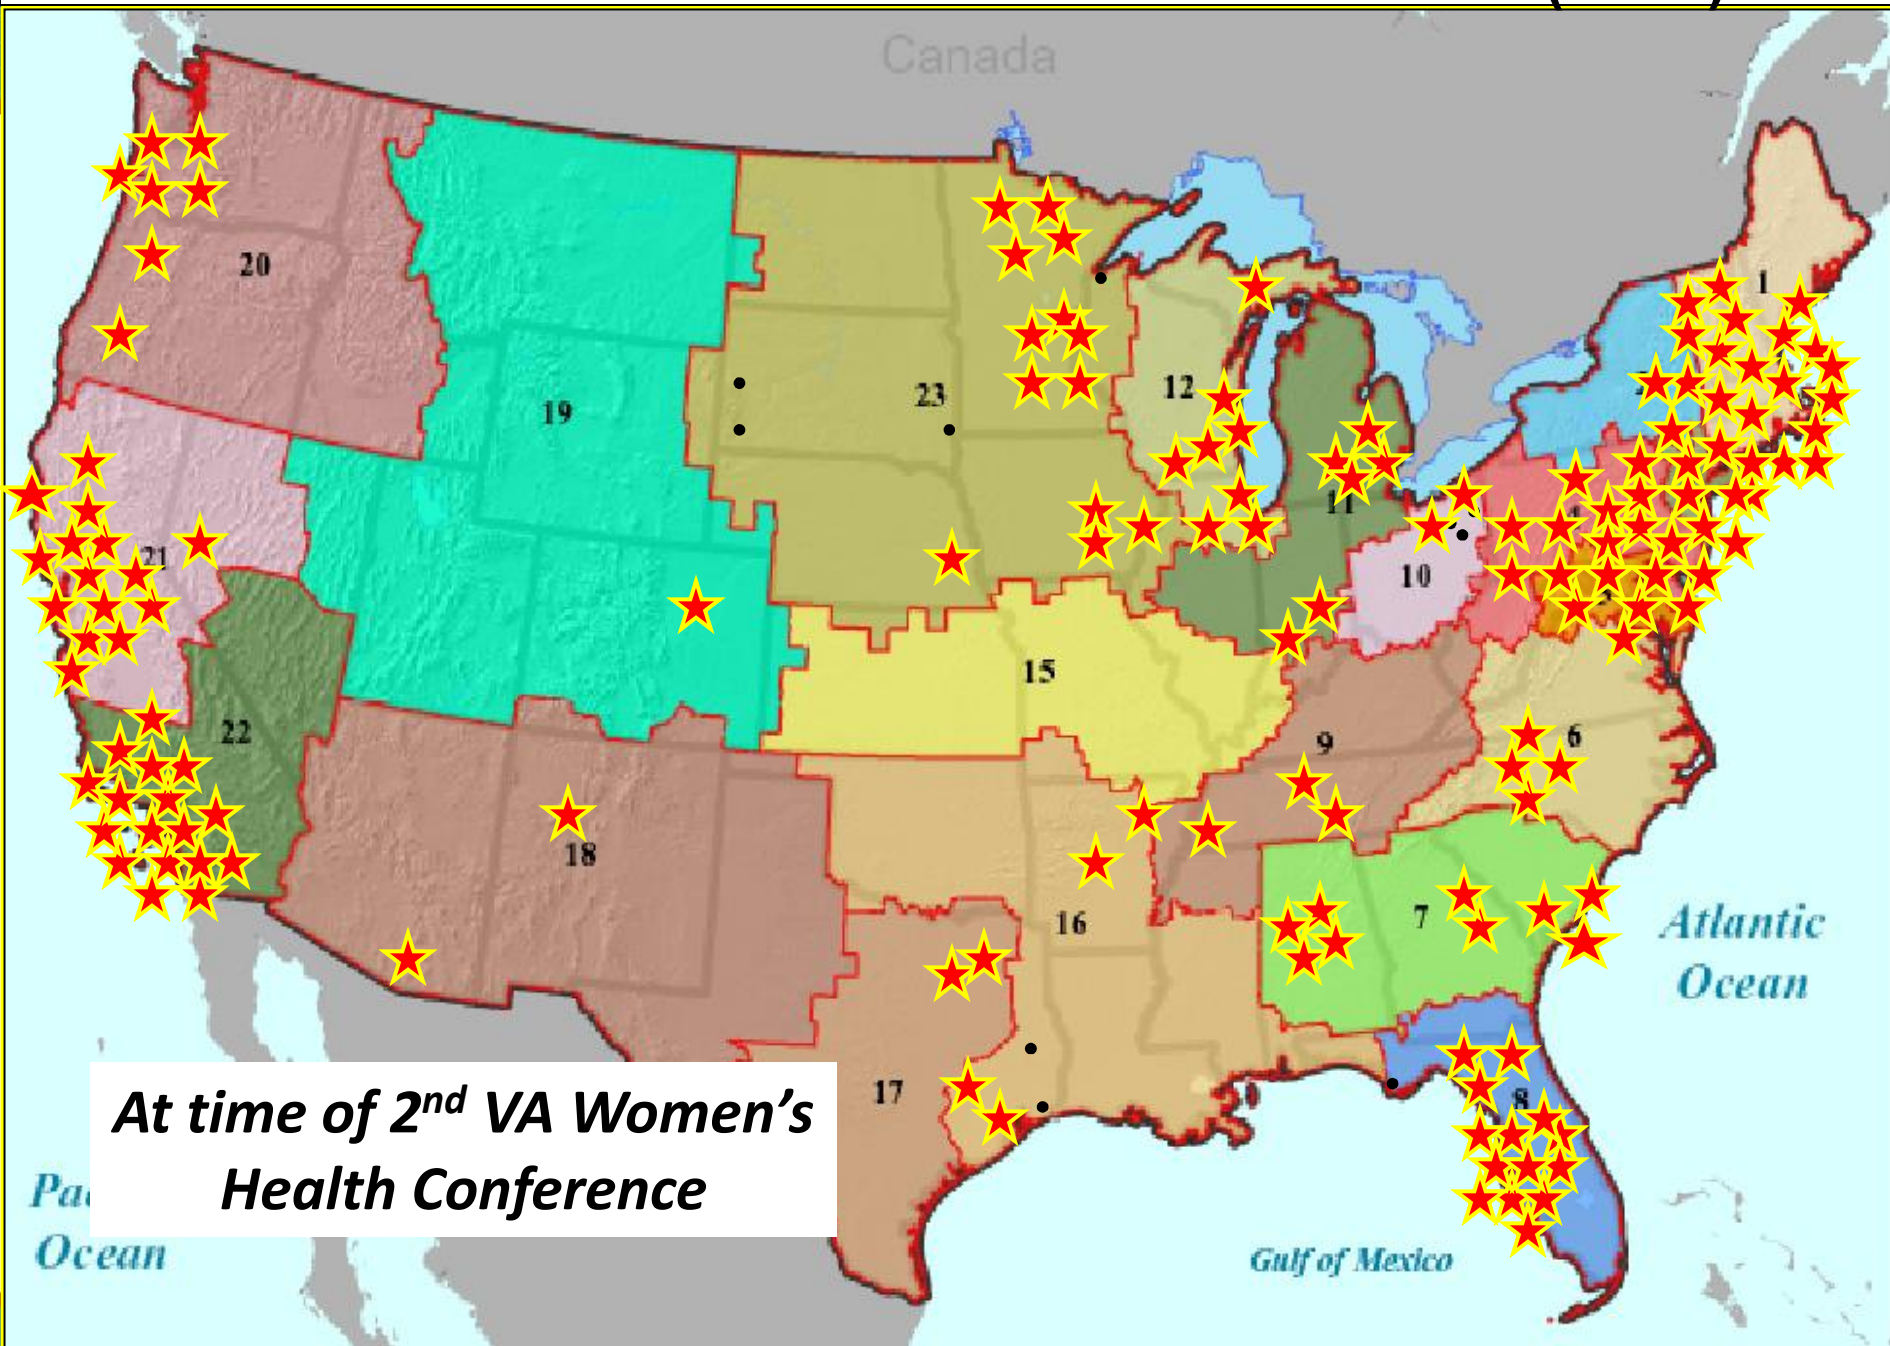 Canada
1
20
12
23
19
11
21
10
15
22
9
6
18
7
16
Atlantic
Ocean
17
8
At time of 2nd VA Women's
Health Conference
Ocean
Gulf of Mexico